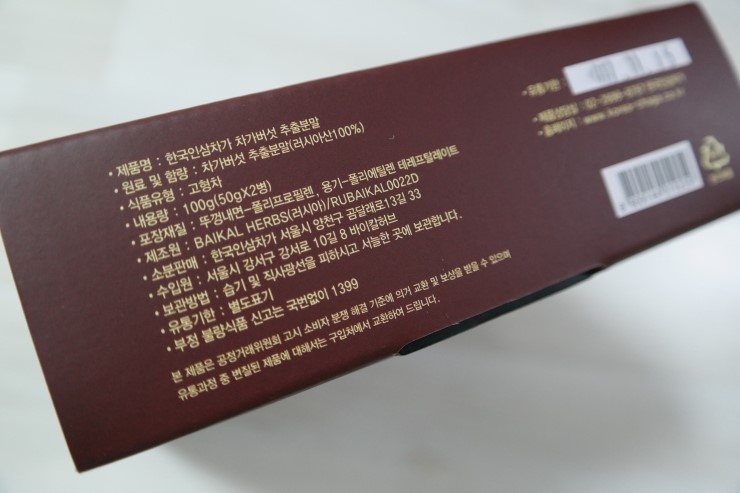 • 제품명 : 한국인삼차가 차가버섯 추출분말
• 원료 및 함량 : 차가버섯 추출분말(러시아산100%)
• 식품유형 : 고형차
• 내용량 : 100g(50gX2병)
• 포장재질 : 뚜껑내면-폴리프로필렌, 용기-폴리에틸렌 테레프탈레이트
• 제조원 : BAIKAL HERBS(러시아)/RUBAIKAL0022D
• 소분판매 : 한국인삼차가 서울시 양천구 곰달래로13길 33
• 수입원 : 서울시 강서구 강서로 10길 8 바이칼허브
• 보관방법 : 습기 및 직사광선을 피하시고 서늘한 곳에 보관합니다.
• 유통기한 : 별도표기
• 부정 불량식품 신고는 국번없이 1399
본 제품은 공정거래위원회 고시 소비자 분쟁 해결 기준에 의거 교환 및 보상을 받을 수 있으며
유통과정 중 변질된 제품에 대해서는 구입처에서 교환하여 드립니다.
• 유통기한 :
• 제품상담실 :
• 홈페이지 :